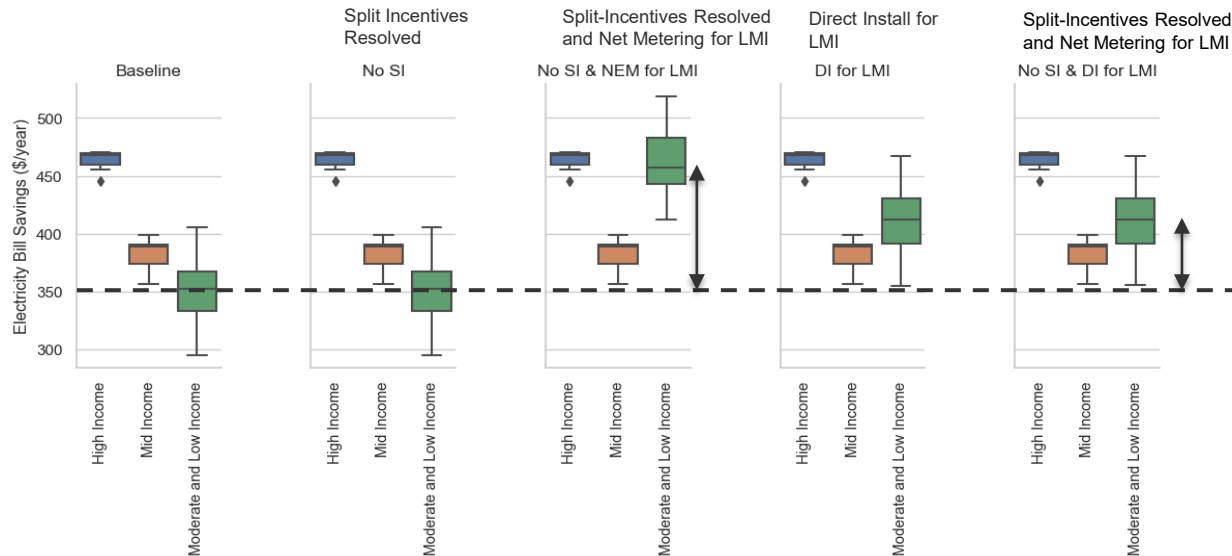 Split Incentives
Resolved
Split-Incentives Resolved
and Net Metering for LMI
Direct Install for
LMI
Split-Incentives Resolved
and Net Metering for LMI
Baseline
No SI
No SI & NEM for LMI
DI for LMI
No SI & DI for LMI
Electricity Bill Savings ($/year)
500
450
400
350
300
High Income
Mid Income
Moderate and Low Income
High Income
Mid Income
Moderate and Low Income
High Income
Mid Income
Moderate and Low Income
High Income
Mid Income
Moderate and Low Income
High Income
Mid Income
Moderate and Low Income